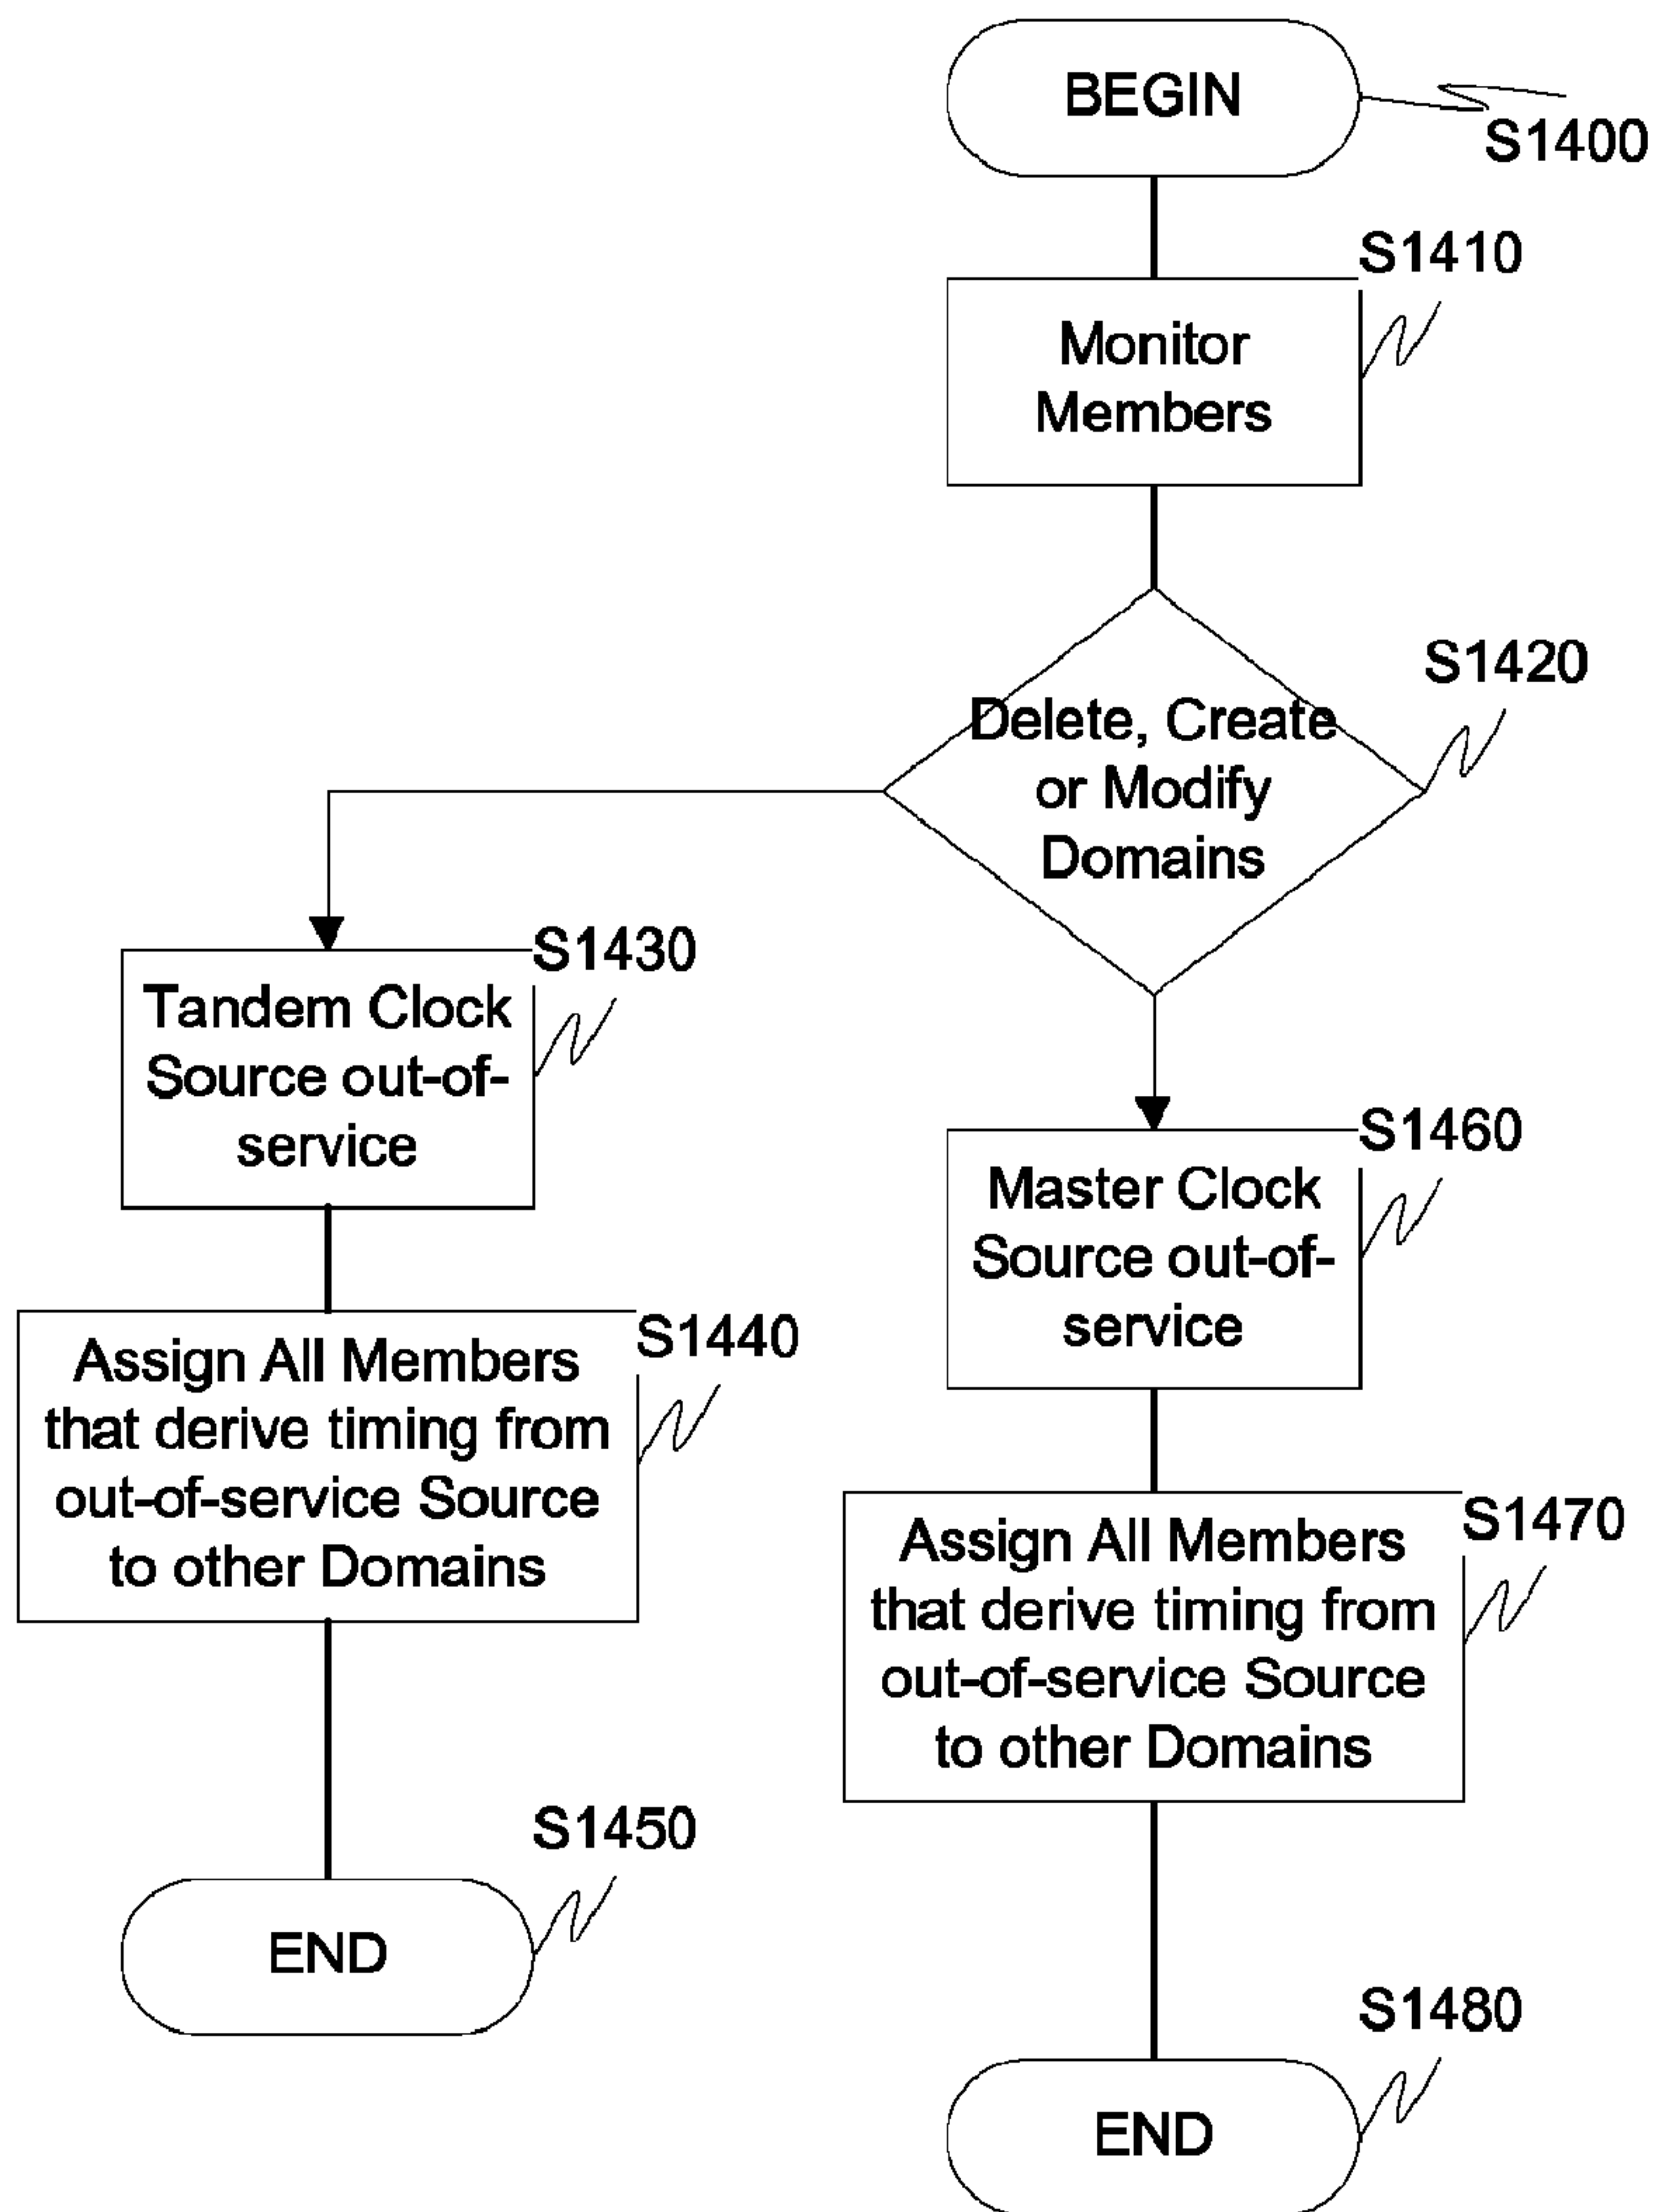 BEGIN
S1400
S1410
Monitor
Members
S1420
Delete, Create
or Modify
Domains
S1430
Tandem Clock
Source out-of-
service
S1440
Assign All Members
that derive timing from
out-of-service Source
to other Domains
S1450
END
S1460
Master Clock
Source out-of-
service
S1470
Assign All Members
that derive timing from
out-of-service Source
to other Domains
S1480
END